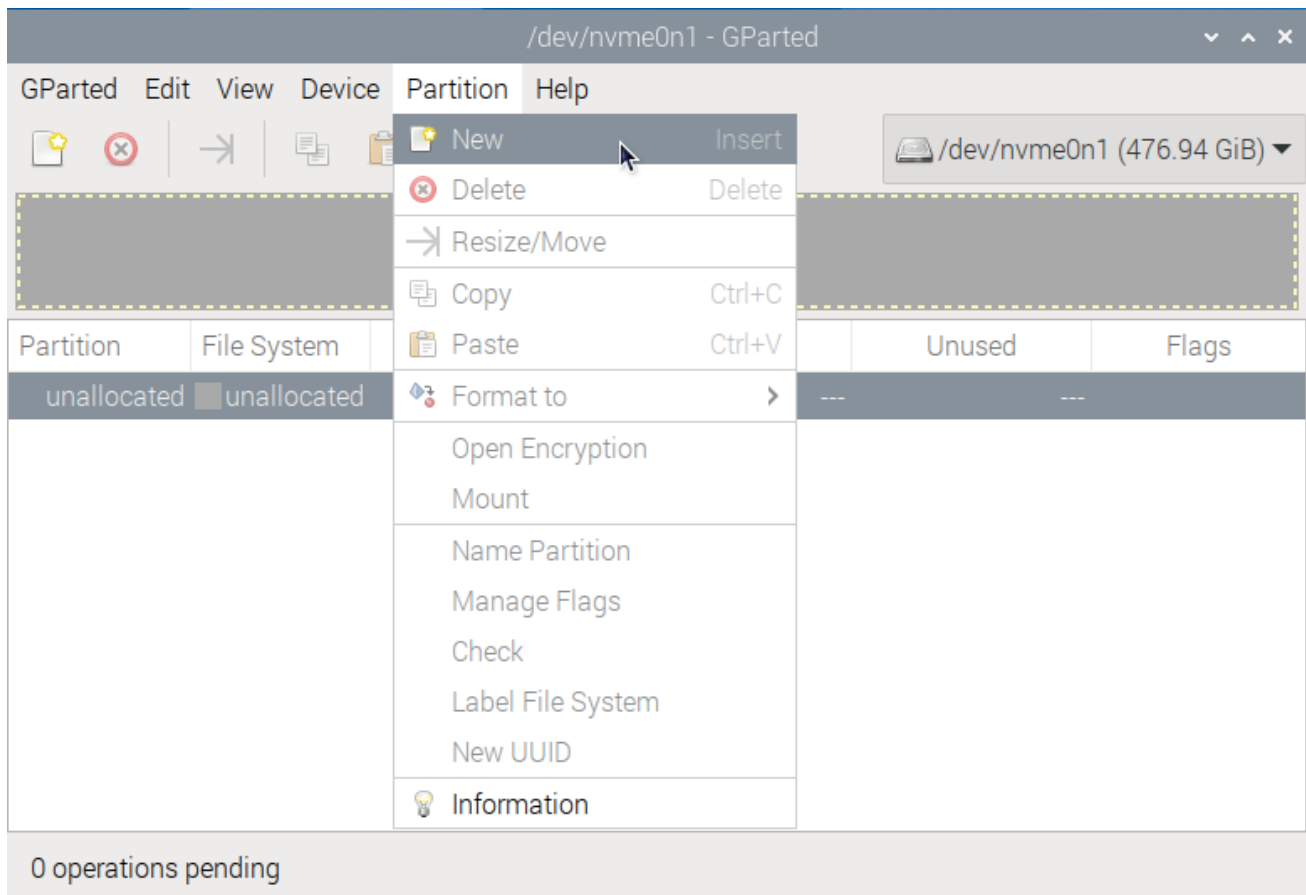 /dev/nvme0n1 - GParted
GParted Edit View Device Partition Help
New Insert
/dev/nvme0n1 (476.94 GiB)
Delete Delete
Resize/Move
Copy Ctrl+C
Paste Ctrl+V
Partition File System Unused Flags
unallocated unallocated --- ---
Format to
Open Encryption
Mount
Name Partition
Manage Flags
Check
Label File System
New UUID
Information
0 operations pending